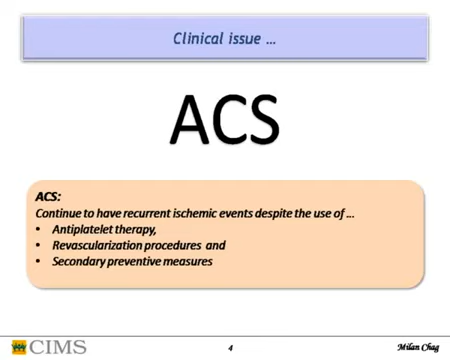 Clinical issue ...
ACS
ACS:
Continue to have recurrent ischemic events despite the use of ...
• Antiplatelet therapy,
• Revascularization procedures and
• Secondary preventive measures
CIMS
4
Milan Chag